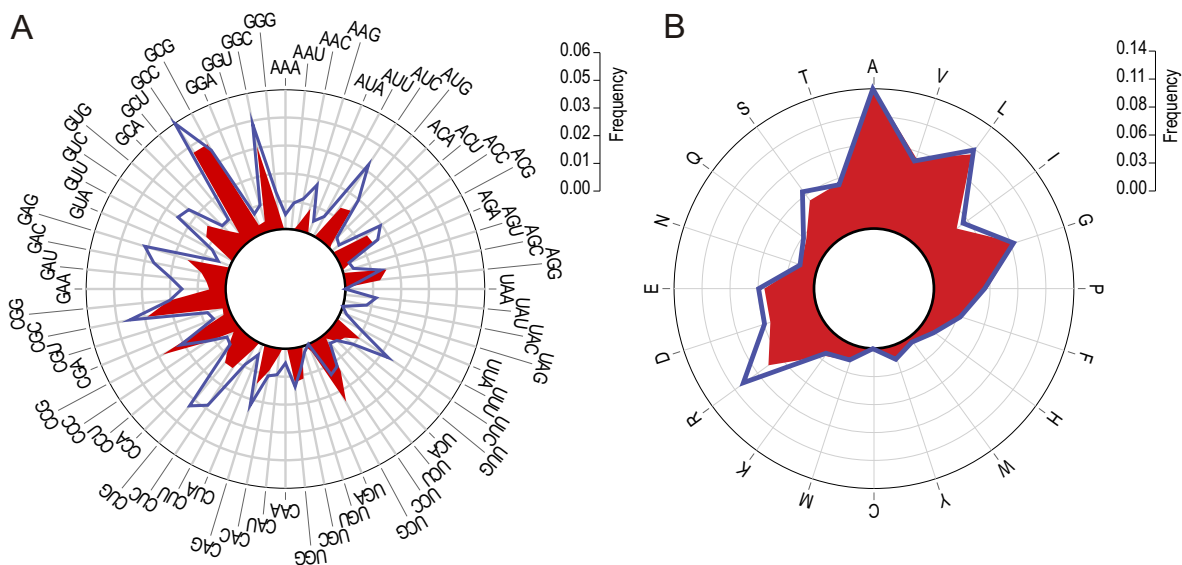 A
AAA
AAU
AAC
AAG
AUA
AUU
AUC
AUG
ACA
ACU
ACC
ACG
AGA
AGU
AGC
AGG
UAA
UAU
UAC
UAG
UUA
UUU
UUC
UUG
UCA
UCU
UCC
UCG
UGA
UGU
UGC
UGG
CAA
CAU
CAC
CAG
CUA
CUU
CUC
CUG
CCA
CCU
CCC
CCG
CGA
CGU
CGC
CGG
GAA
GAU
GAC
GAG
GUA
GUU
GUC
GUG
GCA
GCU
GCC
GCG
GGA
GGU
GGC
GGG
0.06
0.05
0.03
0.02
0.01
0.00
Frequency
B
A
V
L
I
G
P
F
H
W
Y
C
M
K
R
D
E
N
Q
S
T
0.14
0.11
0.09
0.06
0.03
0.00
Frequency